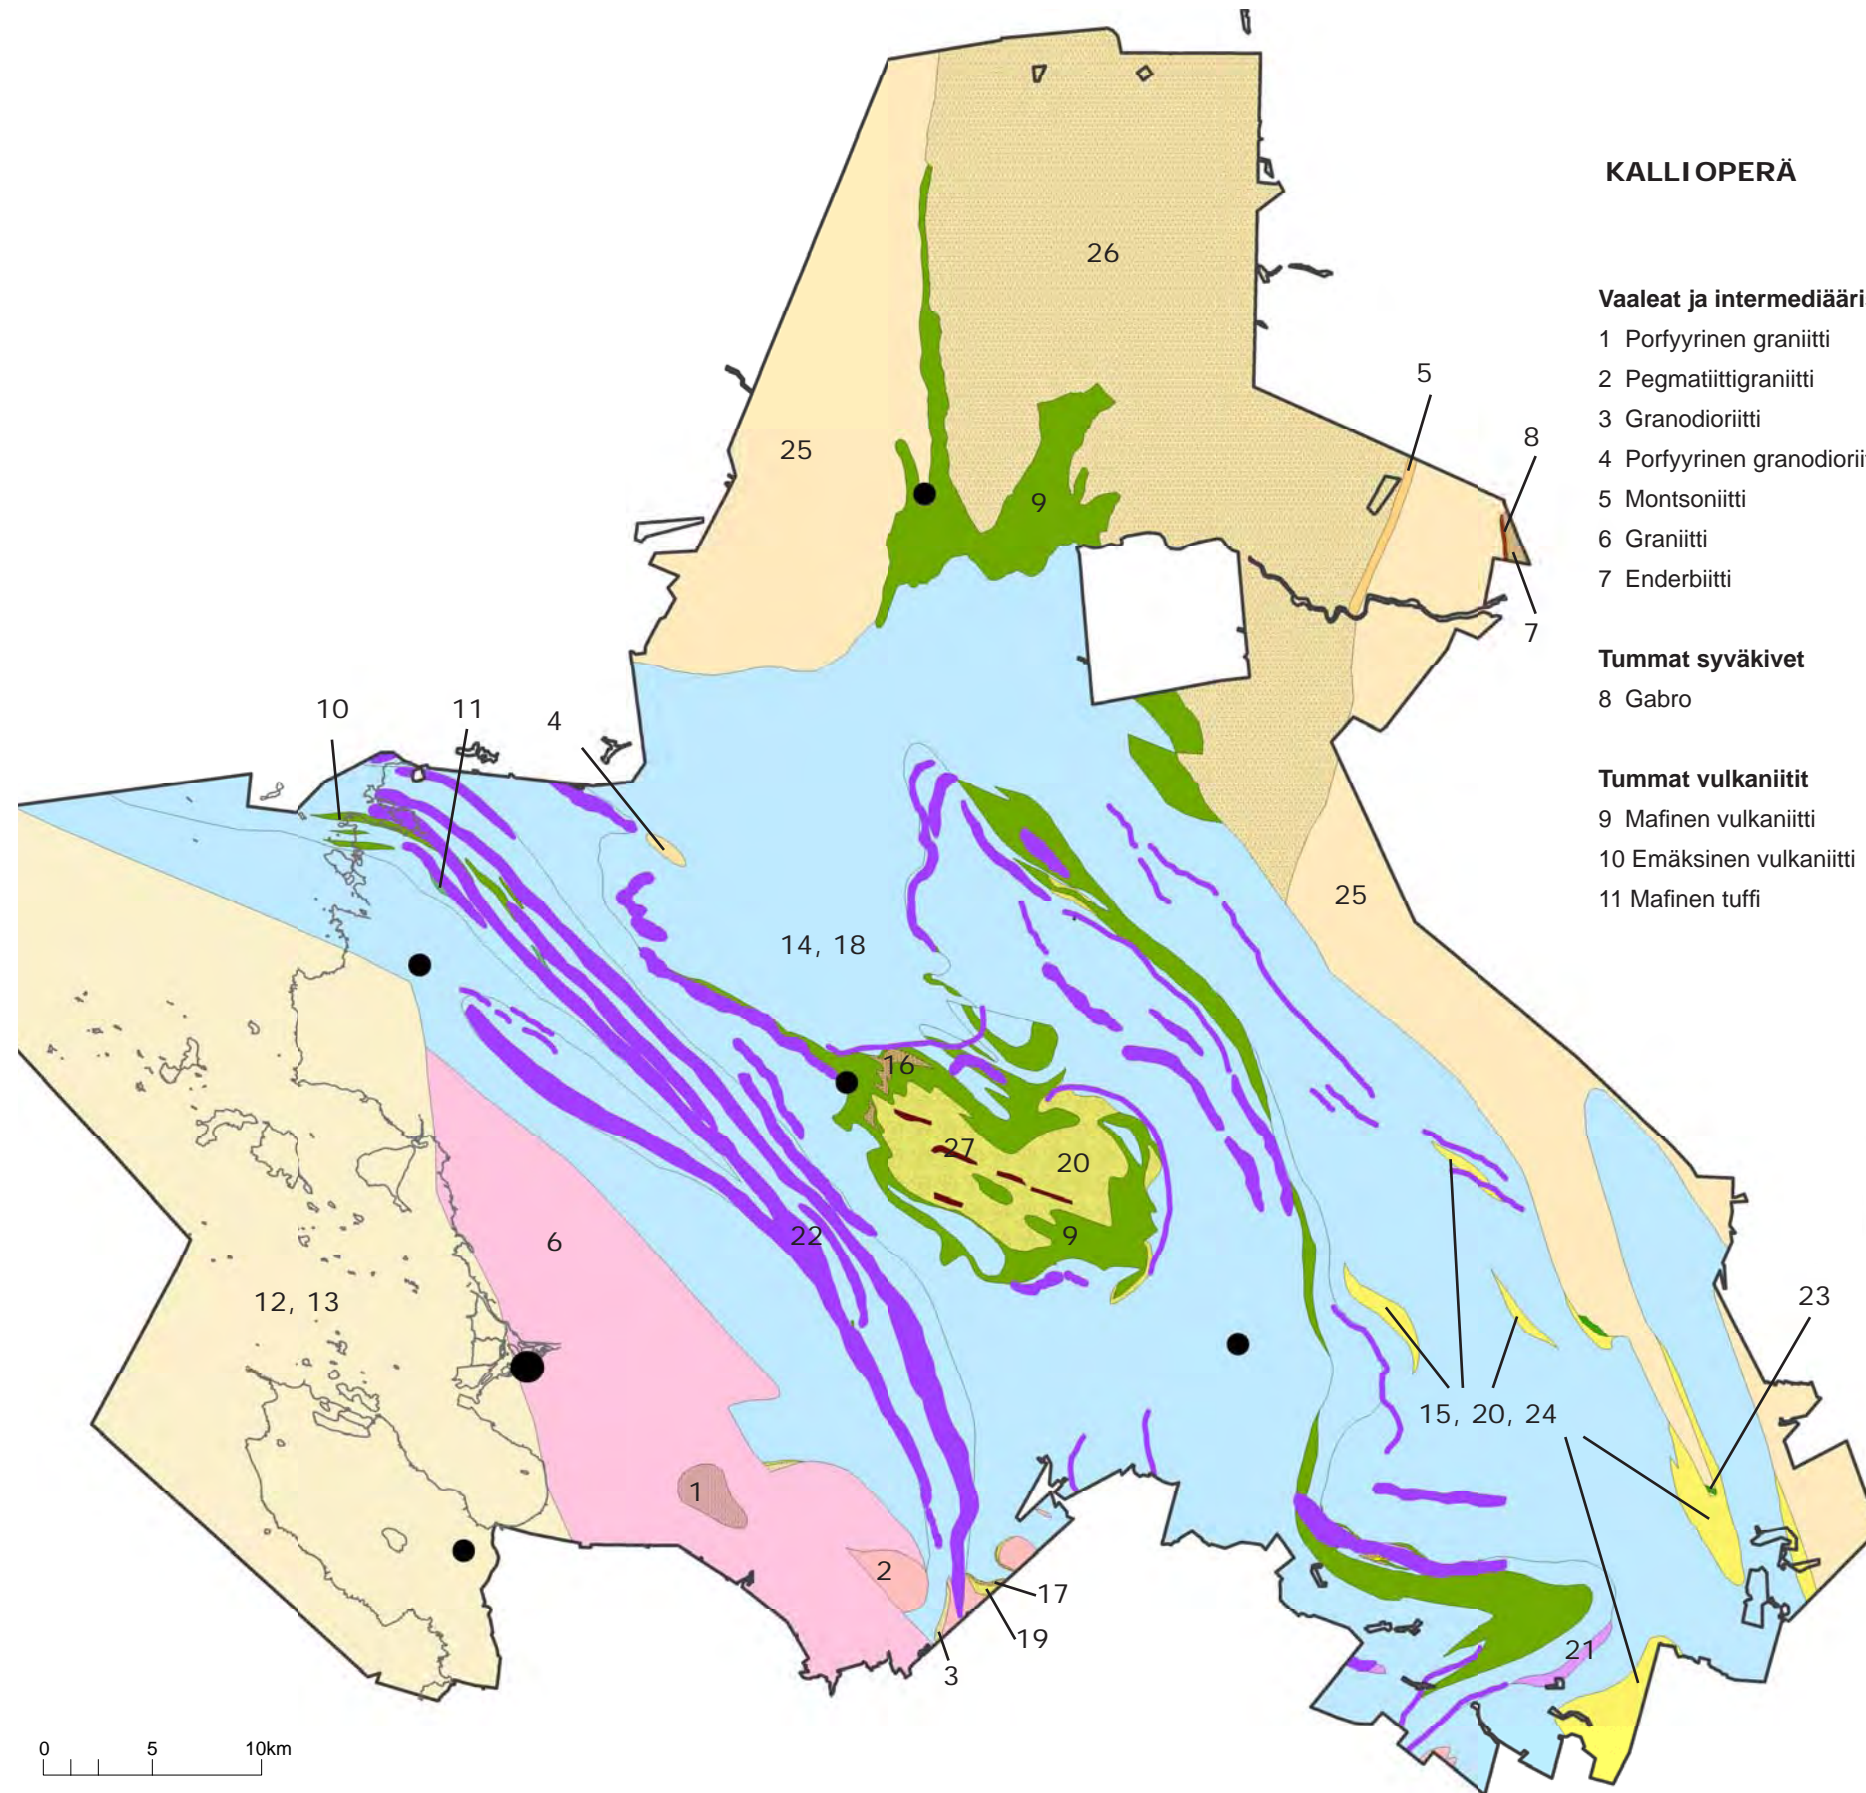 KALLIOPERÄ
Vaaleat ja intermediääri
1 Porfyyrinen graniitti
2 Pegmatiittigraniitti
3 Granodioriitti
4 Porfyyrinen granodiorii
5 Montsoniitti
6 Graniitti
7 Enderbiitti
Tummat syväkivet
8 Gabro
Tummat vulkaniitit
9 Mafinen vulkaniitti
10 Emäksinen vulkaniitti
11 Mafinen tuffi
26
5
8
25
9
7
10
11
4
25
14, 18
16
27
20
22
9
6
12, 13
23
15, 20, 24
1
2
17
19
3
21
0
5
10km